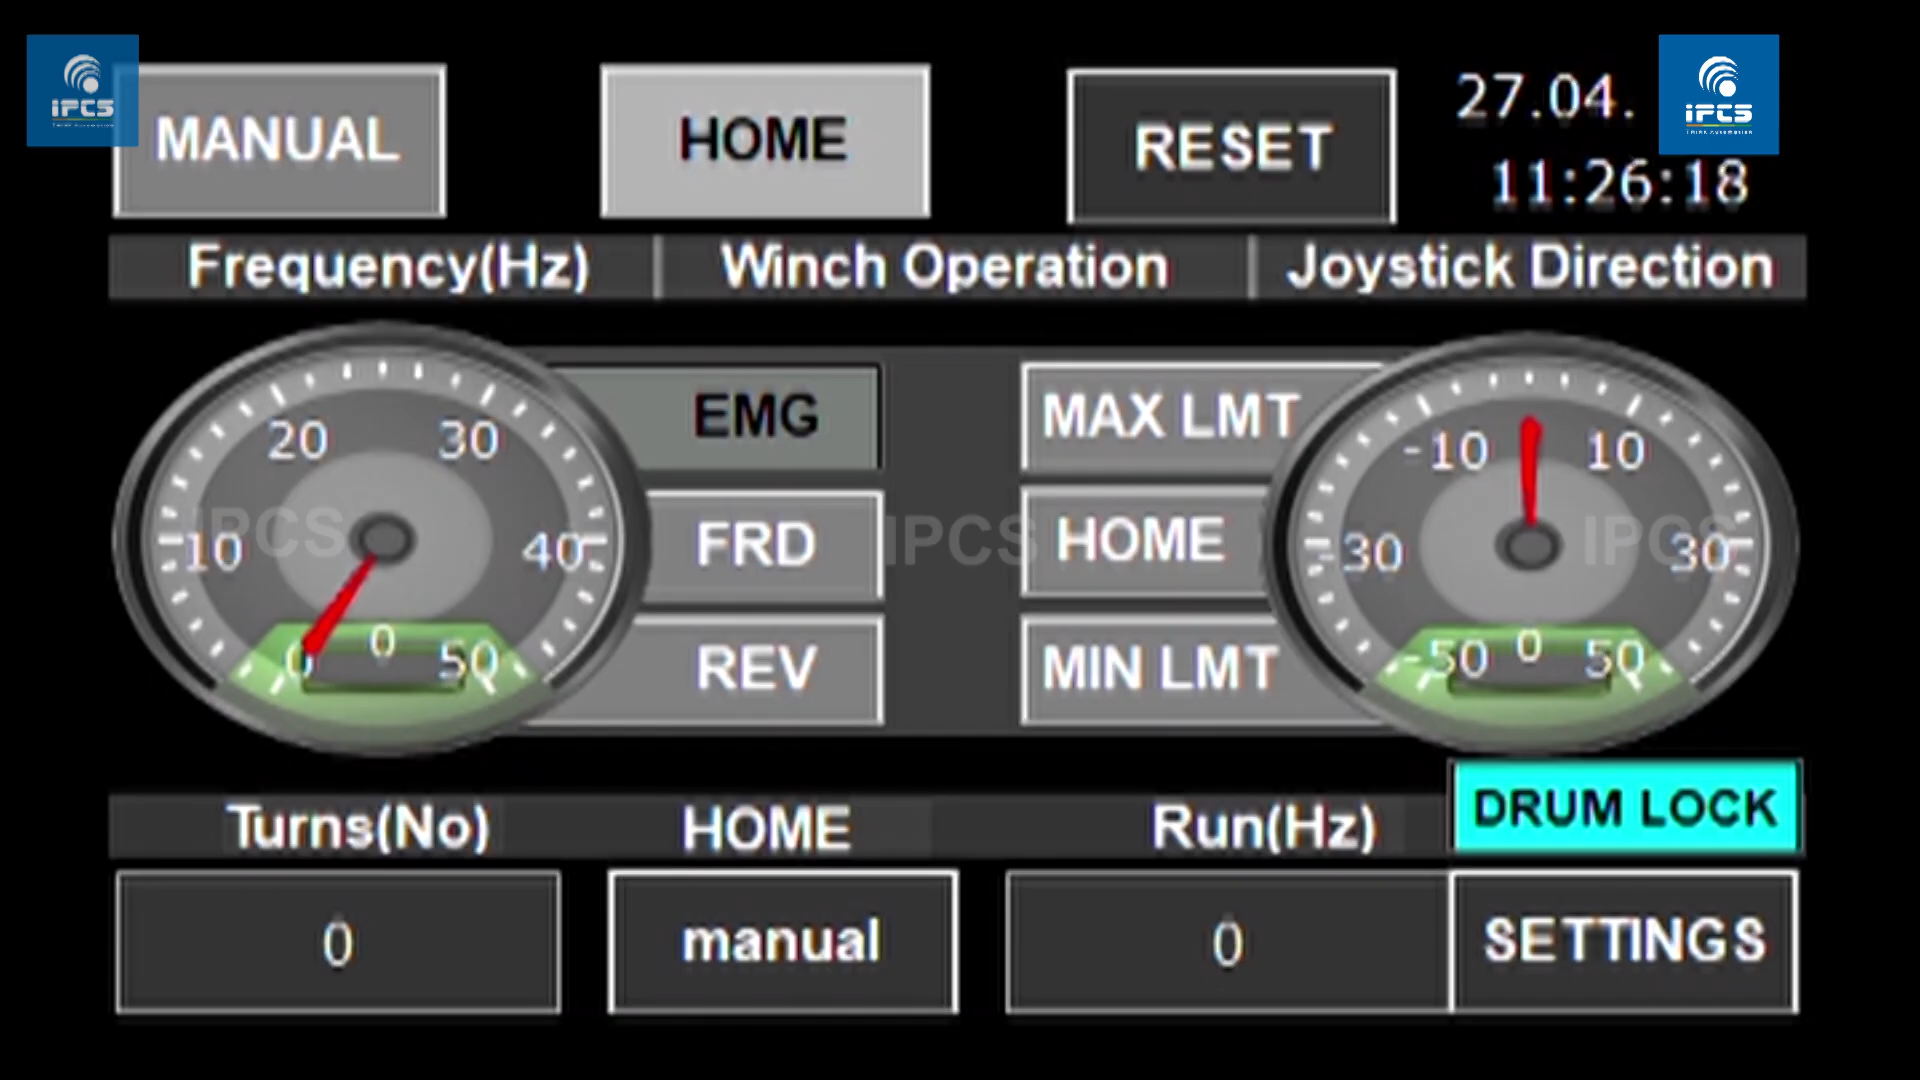 iPCS
MANUAL
HOME
RESET
27.04.
iPCS
11:26:18
Frequency(Hz)
Winch Operation
Joystick Direction
EMG
FRD
REV
MAX LMT
HOME
MIN LMT
0
10
20
30
40
50
0
-50
-30
-10
10
30
50
0
IPCS
IPCS
IPCS
Turns(No)
HOME
Run(Hz)
DRUM LOCK
0
manual
0
SETTINGS